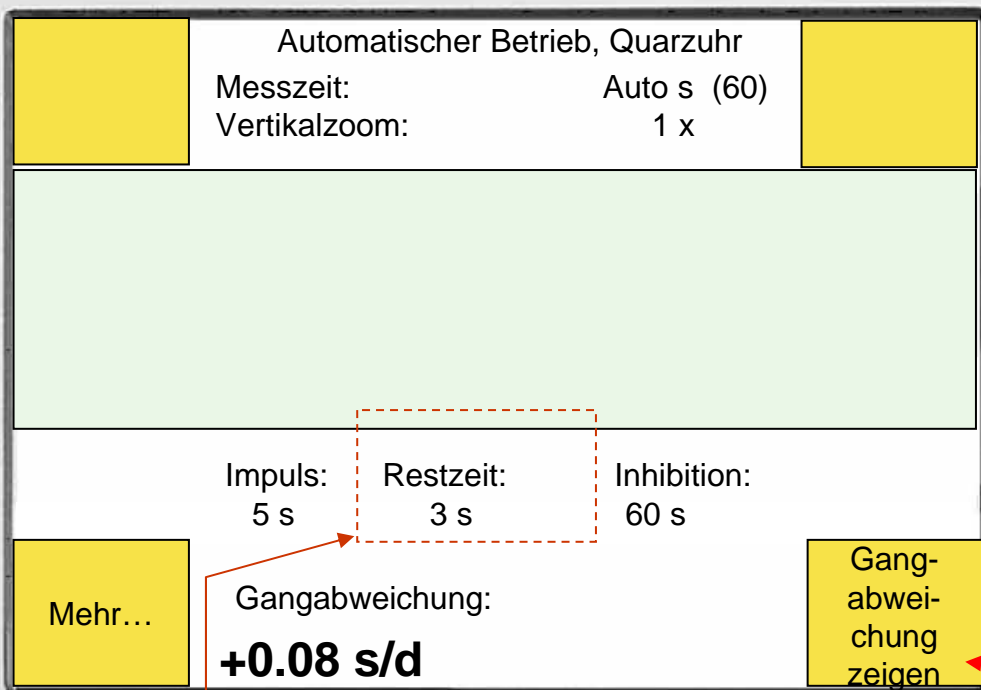 Automatischer Betrieb, Quarzuhr
Messzeit: Auto s (60)
Vertikalzoom: 1 x
Impuls: Restzeit: Inhibition:
5 s 3 s 60 s
Mehr…
Gangabweichung:
+0.08 s/d
Gang-
abwei-
chung
zeigen